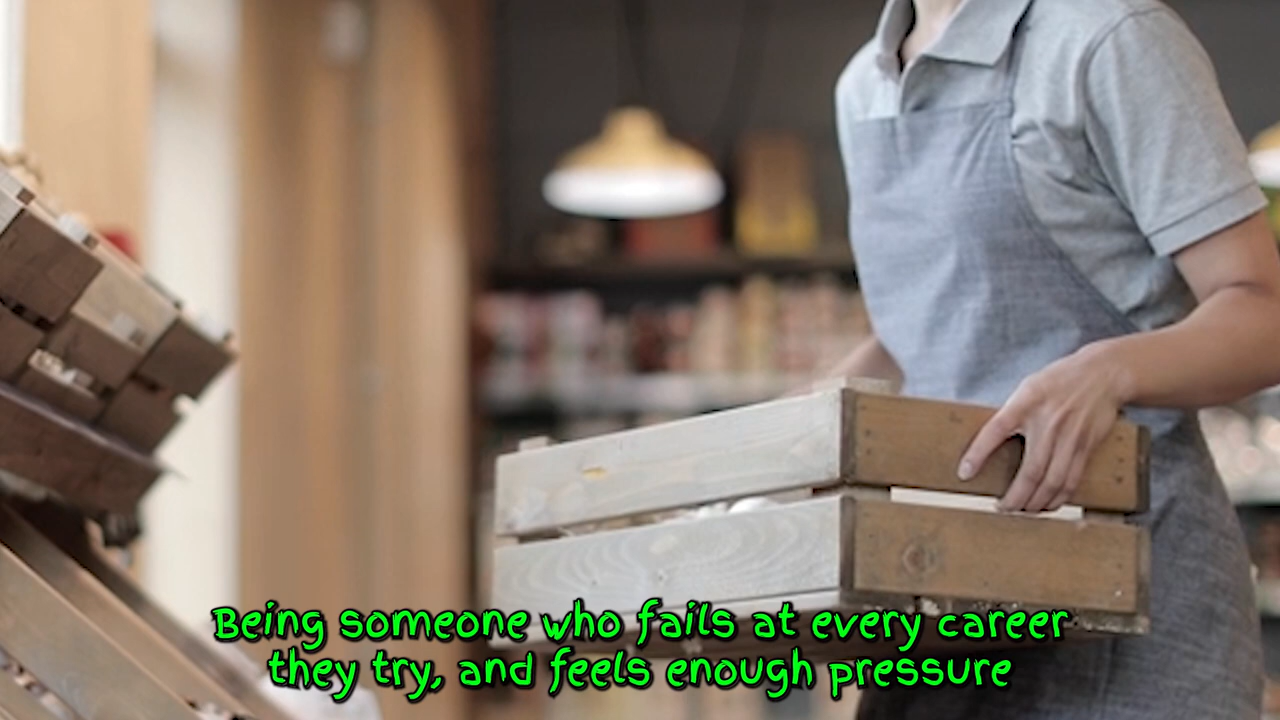 Being someone who fails at every career
they try, and feels enough pressure